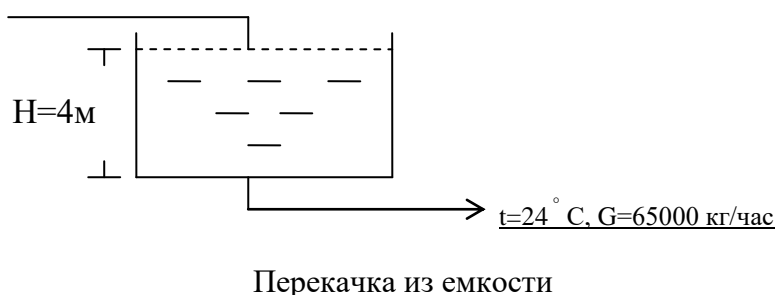 H=4м
t=24° C, G=65000 кг/час
Перекачка из емкости